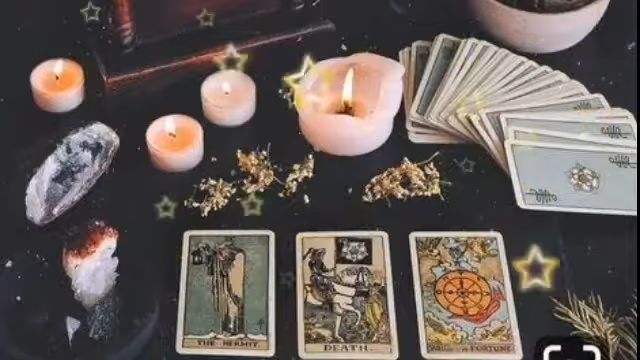 THE HERMIT.
DEATH.
WHEEL of FORTUNE.